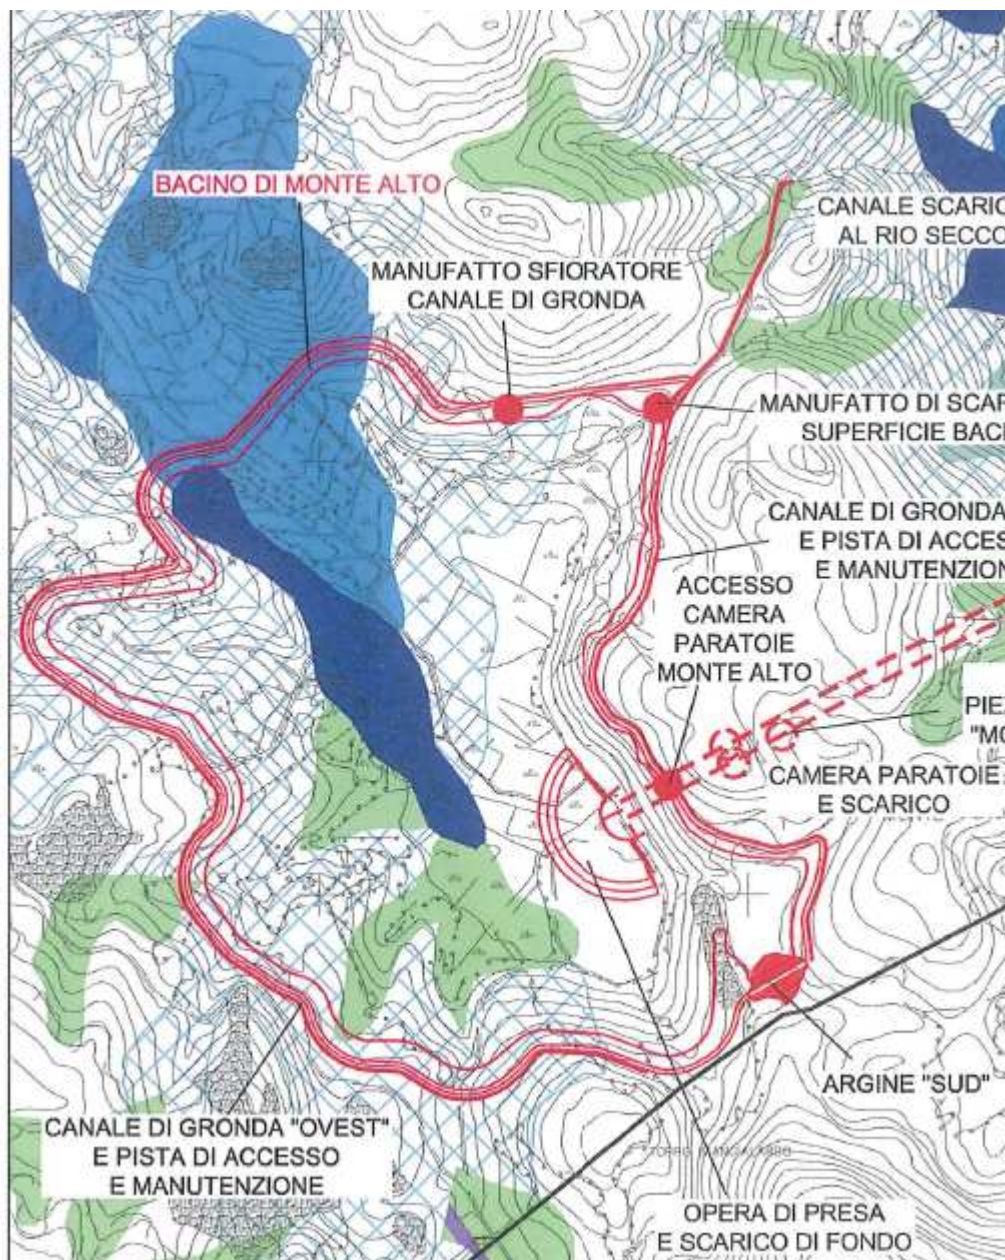 BACINO DI MONTE ALTO
CANALE SCARIC
AL RIO SECCO
MANUFATTO SFIORATORE
CANALE DI GRONDA
MANUFATTO DI SCAR
SUPERFICIE BACI
CANALE DI GRONDA
E PISTA DI ACCES
E MANUTENZION
ACCESSO
CAMERA
PARATOIE
MONTE ALTO
PIE
"MO
CAMERA PARATOIE
E SCARICO
ARGINE "SUD"
CANALE DI GRONDA "OVEST"
E PISTA DI ACCESSO
E MANUTENZIONE
OPERA DI PRESA
E SCARICO DI FONDO